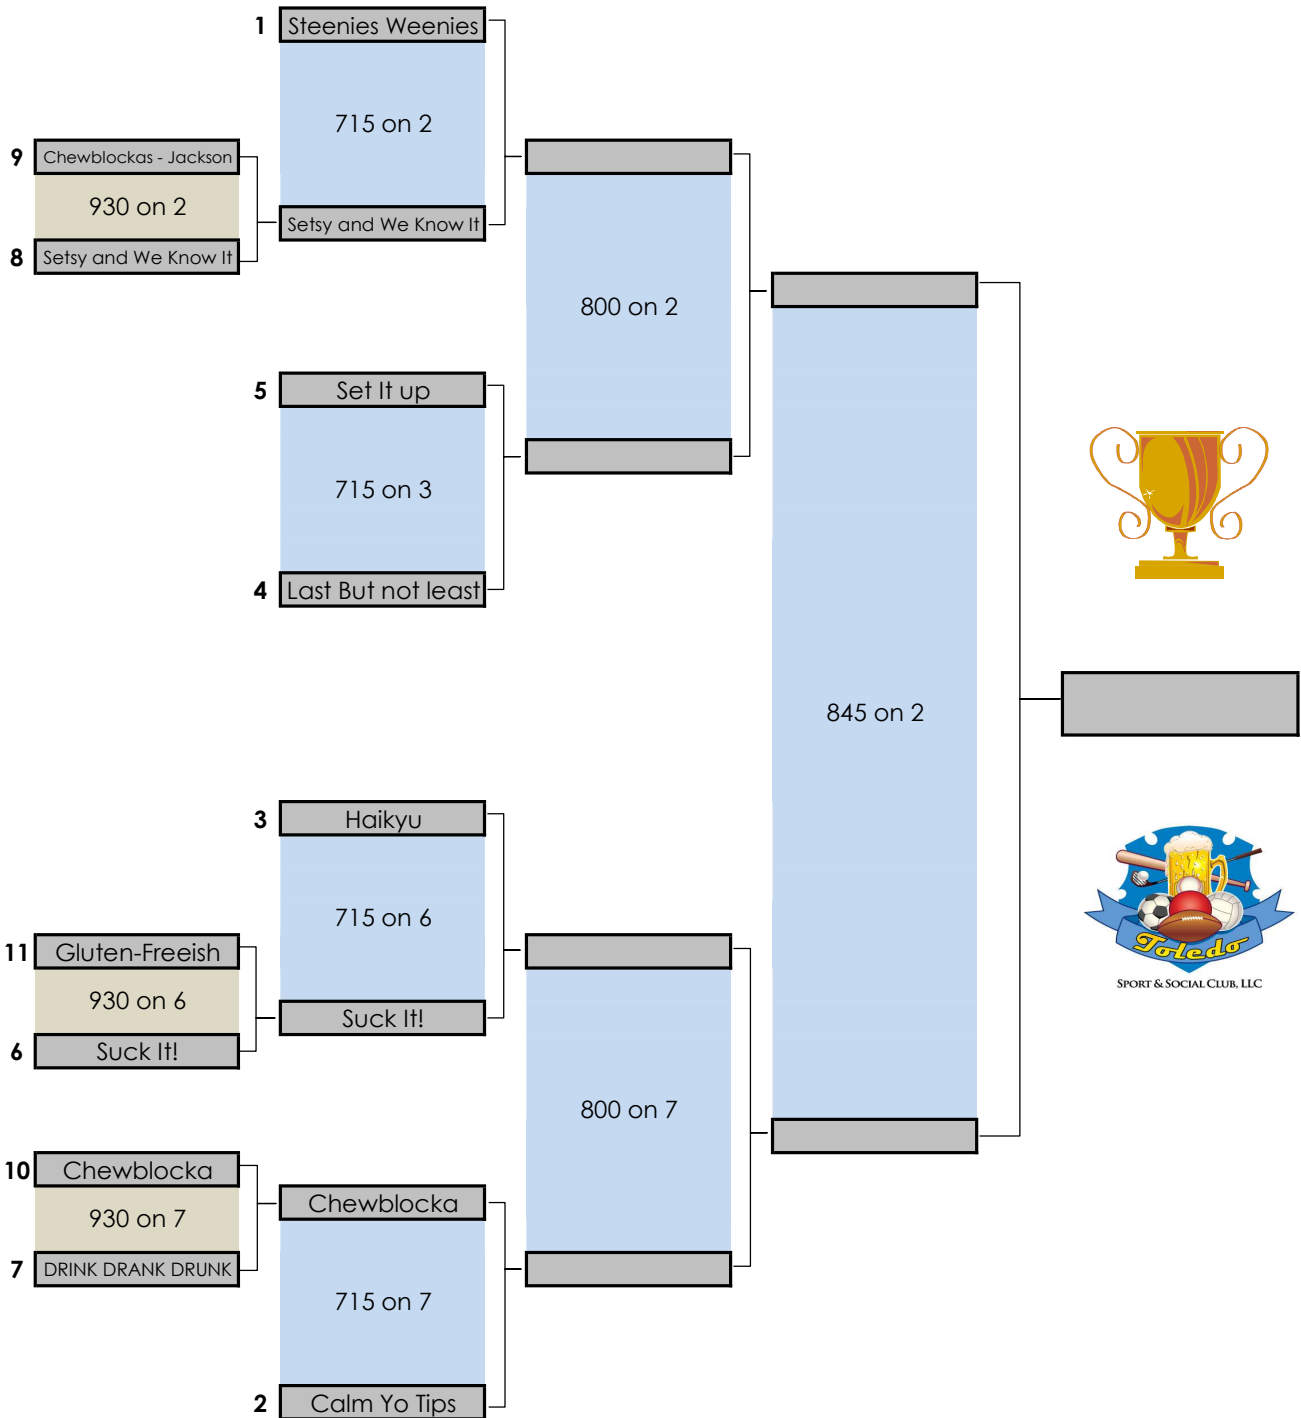 1 Steenies Weenies
715 on 2
9 Chewblockas - Jackson
930 on 2
Setsy and We Know It
8 Setsy and We Know It
800 on 2
5 Set It up
715 on 3
4 Last But not least
845 on 2
3 Haikyu
715 on 6
11 Gluten-Freeish
930 on 6
Suck It!
6 Suck It!
800 on 7
10 Chewblocka
Chewblocka
930 on 7
7 DRINK DRANK DRUNK
715 on 7
2 Calm Yo Tips
Toledo
SPORT & SOCIAL CLUB, LLC